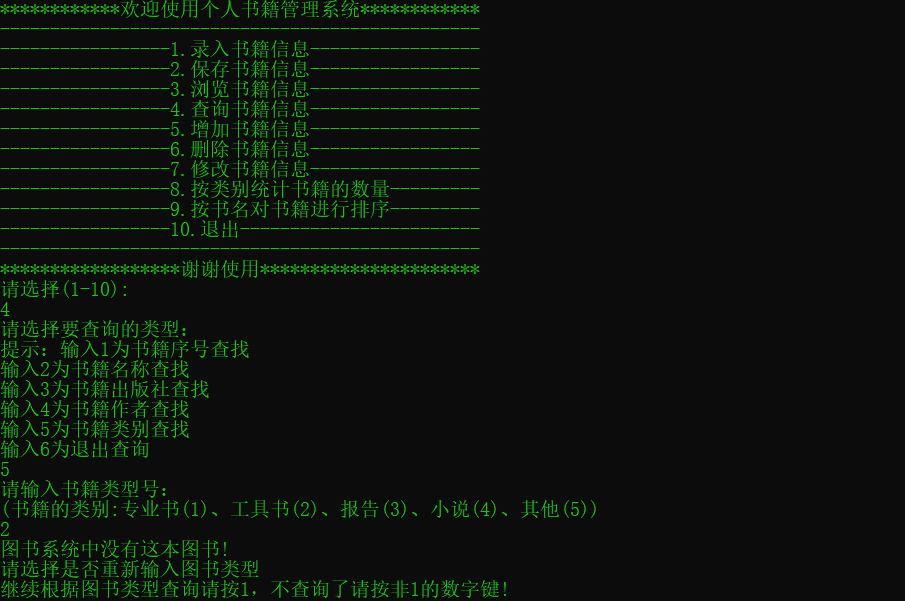 ************欢迎使用个人书籍管理系统************
------------------------------------------------
-----------------1.录入书籍信息-----------------
-----------------2.保存书籍信息-----------------
-----------------3.浏览书籍信息-----------------
-----------------4.查询书籍信息-----------------
-----------------5.增加书籍信息-----------------
-----------------6.删除书籍信息-----------------
-----------------7.修改书籍信息-----------------
-----------------8.按类别统计书籍的数量---------
-----------------9.按书名对书籍进行排序---------
-----------------10.退出------------------------
------------------------------------------------
******************谢谢使用**********************
请选择(1-10):
4
请选择要查询的类型:
提示: 输入1为书籍序号查找
输入2为书籍名称查找
输入3为书籍出版社查找
输入4为书籍作者查找
输入5为书籍类别查找
输入6为退出查询
5
请输入书籍类型号:
(书籍的类别:专业书(1)、工具书(2)、报告(3)、小说(4)、其他(5))
2
图书系统中没有这本图书!
请选择是否重新输入图书类型
继续根据图书类型查询请按1，不查询了请按非1的数字键!